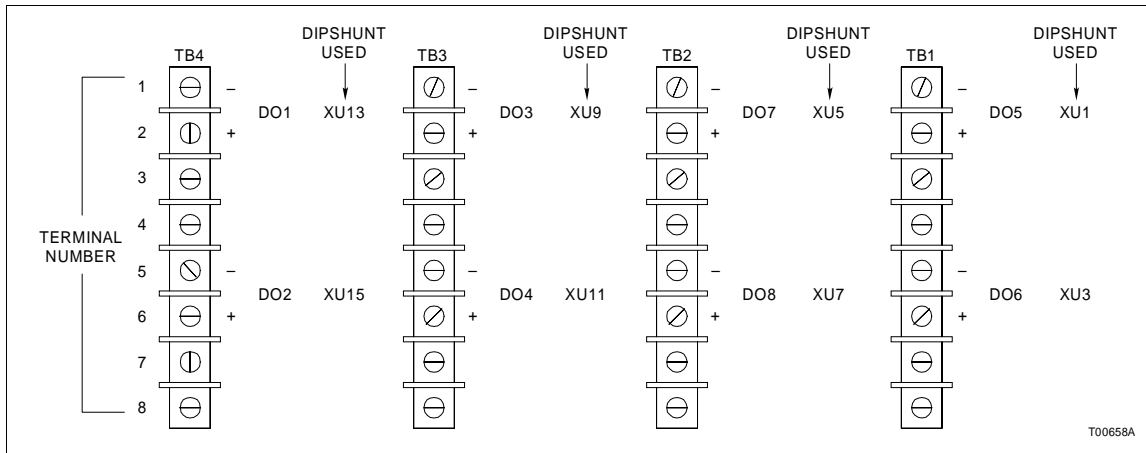 DIPSHUNT USED DIPSHUNT USED DIPSHUNT USED DIPSHUNT USED
TB4 TB3 TB2 TB1
1 – – – –
DO1 XU13 DO3 XU9 DO7 XU5 DO5 XU1
2 + + + +
3
4
TERMINAL NUMBER
5 – – – –
DO2 XU15 DO4 XU11 DO8 XU7 DO6 XU3
6 + + + +
7
8
T00658A